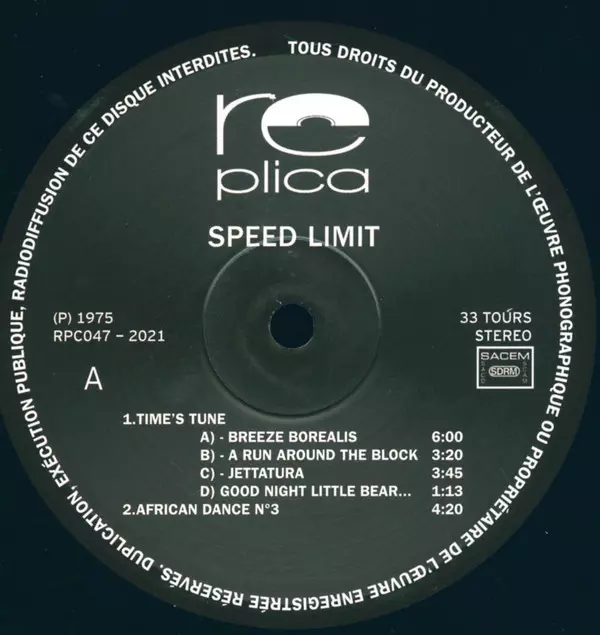 TOUS DROITS DU PRODUCTEUR DE L'ŒUVRE PHONOGRAPHIQUE OU PROPRIÉTAIRE DE L'ŒUVRE ENREGISTRÉE RÉSERVÉS. DUPLICATION, EXÉCUTION PUBLIQUE, RADIODIFFUSION DE CE DISQUE INTERDITES.
re
plica
SPEED LIMIT
(P) 1975
RPC047 – 2021
33 TOÚRS
STEREO
A
SACEM
SACD
SDRM
SCAM
1.TIME'S TUNE
A) - BREEZE BOREALIS 6:00
B) - A RUN AROUND THE BLOCK 3:20
C) - JETTATURA 3:45
D) GOOD NIGHT LITTLE BEAR... 1:13
2.AFRICAN DANCE N°3 4:20